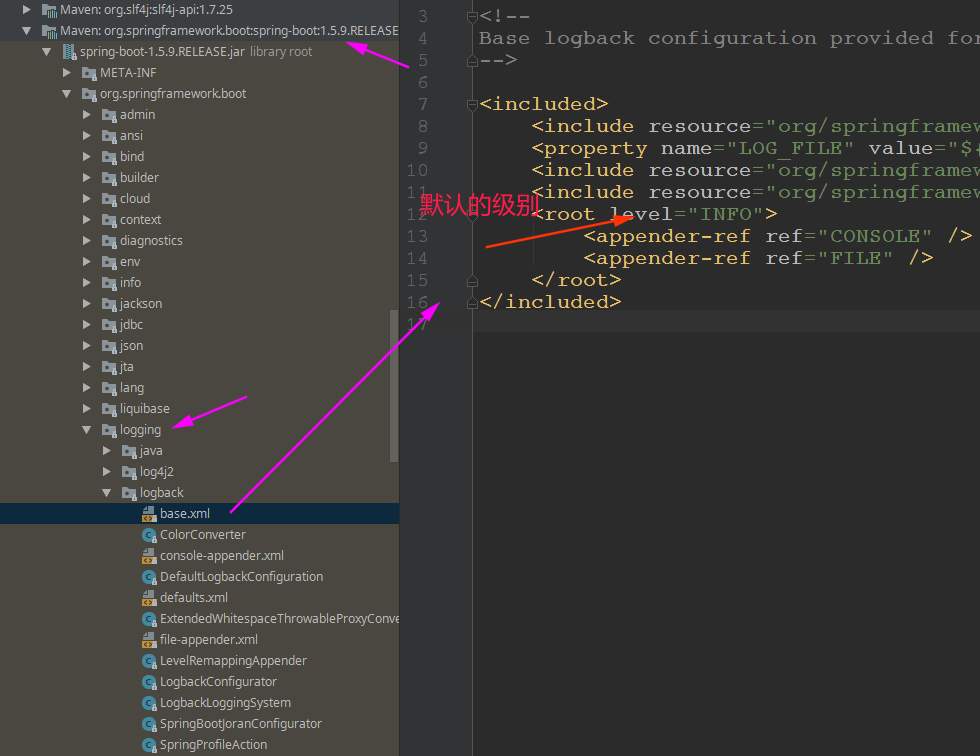 Maven: org.slf4j:slf4j-api:1.7.25
Maven: org.springframework.boot:spring-boot:1.5.9.RELEASE
spring-boot-1.5.9.RELEASE.jar library root
META-INF
org.springframework.boot
admin
ansi
bind
builder
cloud
context
diagnostics
env
info
jackson
jdbc
json
jta
lang
liquibase
logging
java
log4j2
logback
base.xml
ColorConverter
console-appender.xml
DefaultLogbackConfiguration
defaults.xml
ExtendedWhitespaceThrowableProxyConve
file-appender.xml
LevelRemappingAppender
LogbackConfigurator
LogbackLoggingSystem
SpringBootJoranConfigurator
SpringProfileAction
3 <!--
4 Base logback configuration provided for
5 -->
6
7 <included>
8 <include resource="org/springframew
9 <property name="LOG_FILE" value="${
10 <include resource="org/springframew
11 <include resource="org/springframew
默认的级别
12 <root level="INFO">
13 <appender-ref ref="CONSOLE" />
14 <appender-ref ref="FILE" />
15 </root>
16 </included>
17